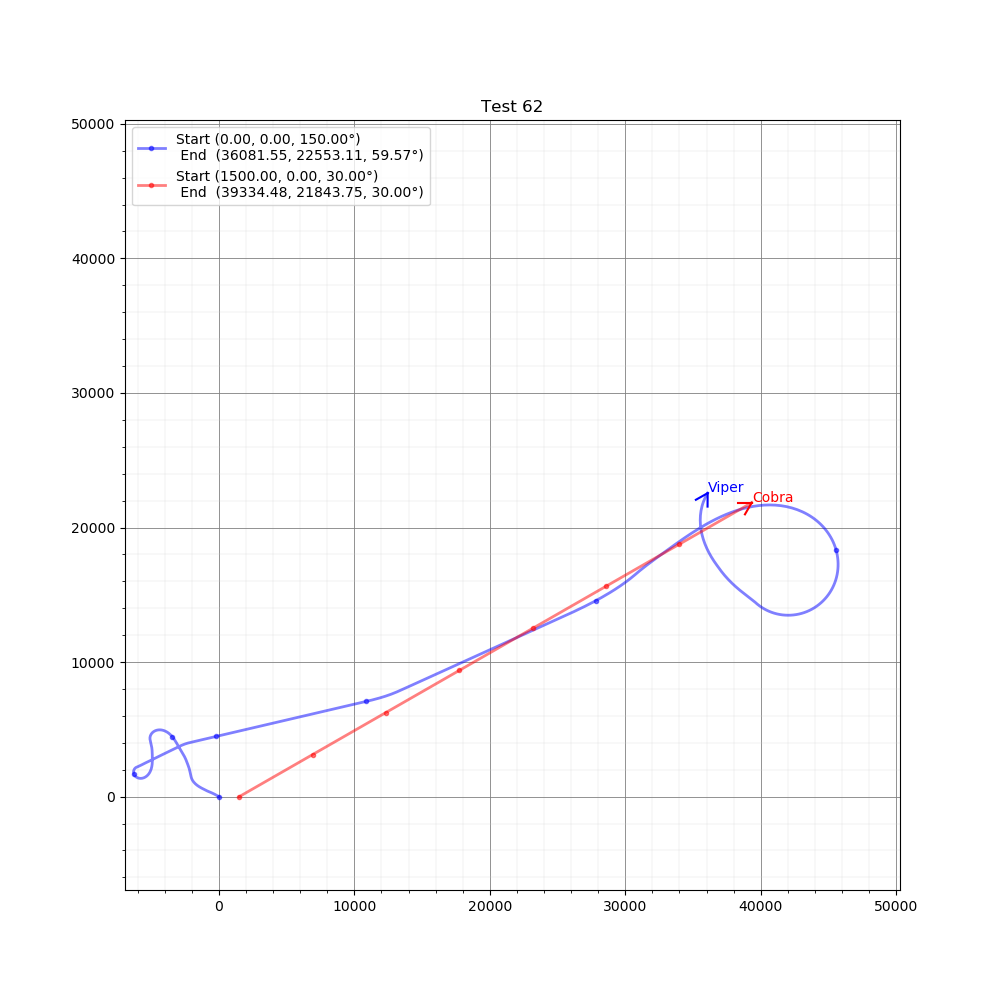 Test 62
Start (0.00, 0.00, 150.00°)
End (36081.55, 22553.11, 59.57°)
Start (1500.00, 0.00, 30.00°)
End (39334.48, 21843.75, 30.00°)
50000
40000
30000
20000
10000
0
Viper
Cobra
0
10000
20000
30000
40000
50000